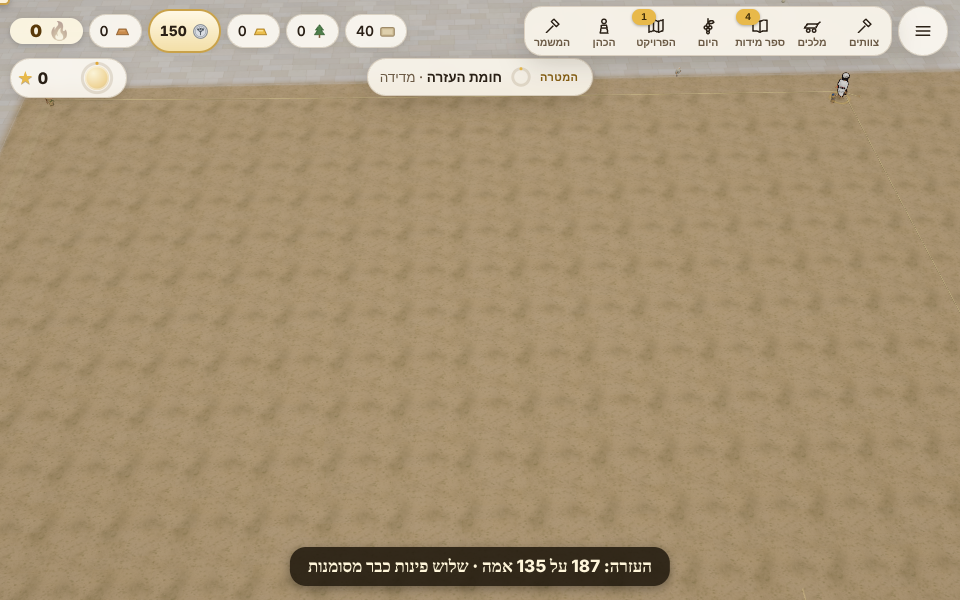 צוותים
מלכים
4
ספר מידות
היום
1
הפרויקט
הכהן
המשמר
40
0
0
150
0
0
המטרה
חומת העזרה · מדידה
0
העזרה: 187 על 135 אמה · שלוש פינות כבר מסומנות